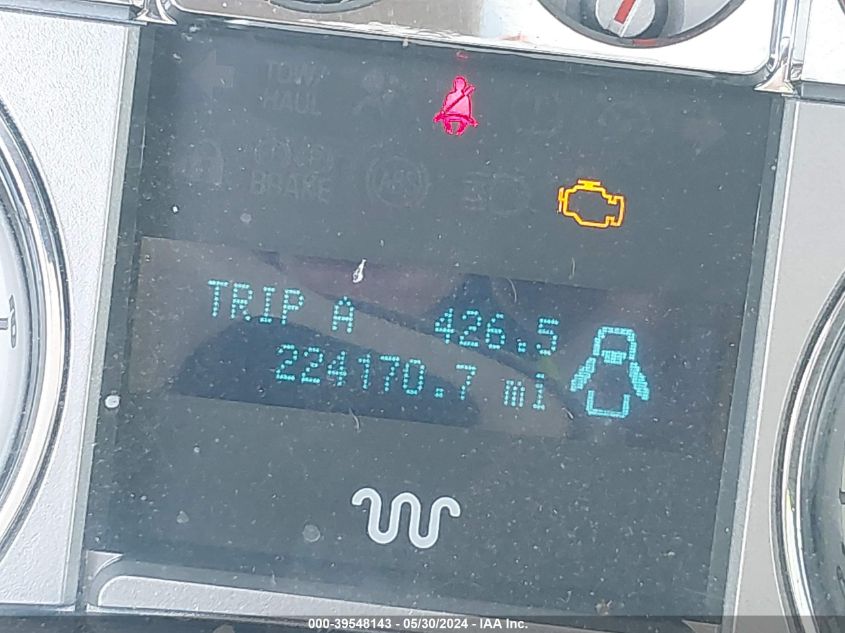 TOW
HAUL
BRAKE
ABS
TRIP A 426.5
224170.7 mi
000-39548143 - 05/30/2024 - IAA Inc.